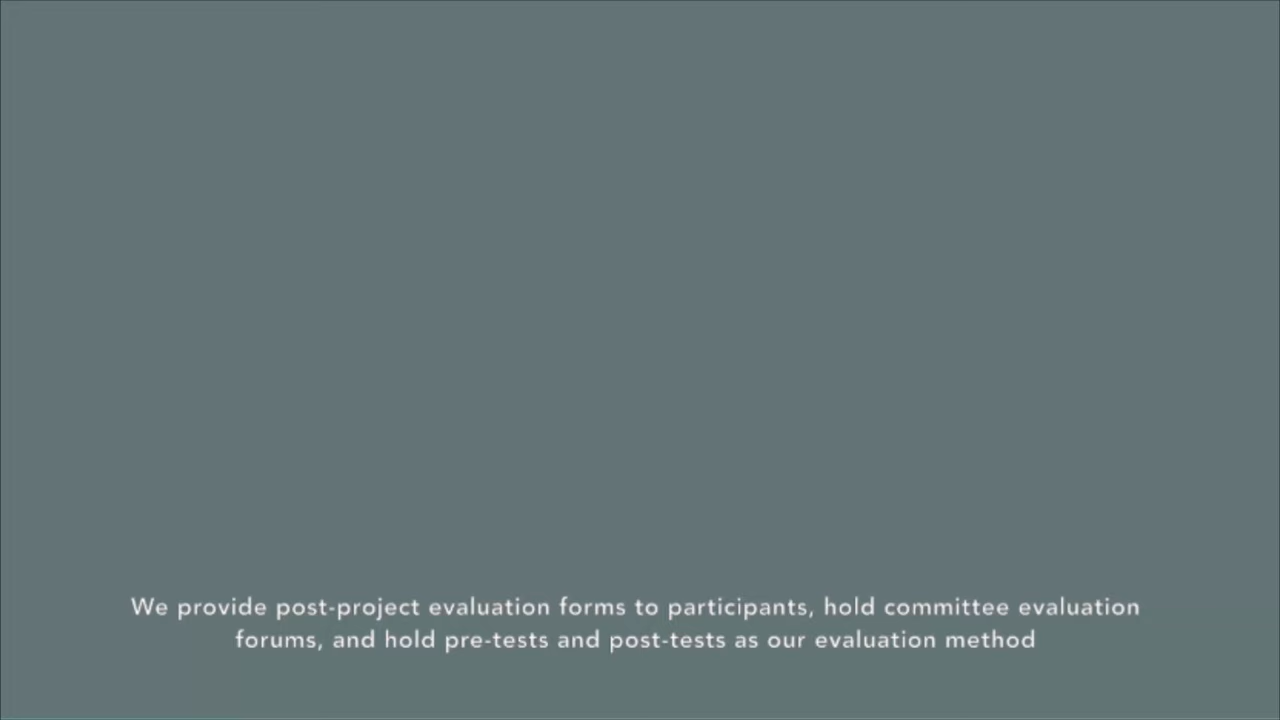 We provide post-project evaluation forms to participants, hold committee evaluation
forums, and hold pre-tests and post-tests as our evaluation method